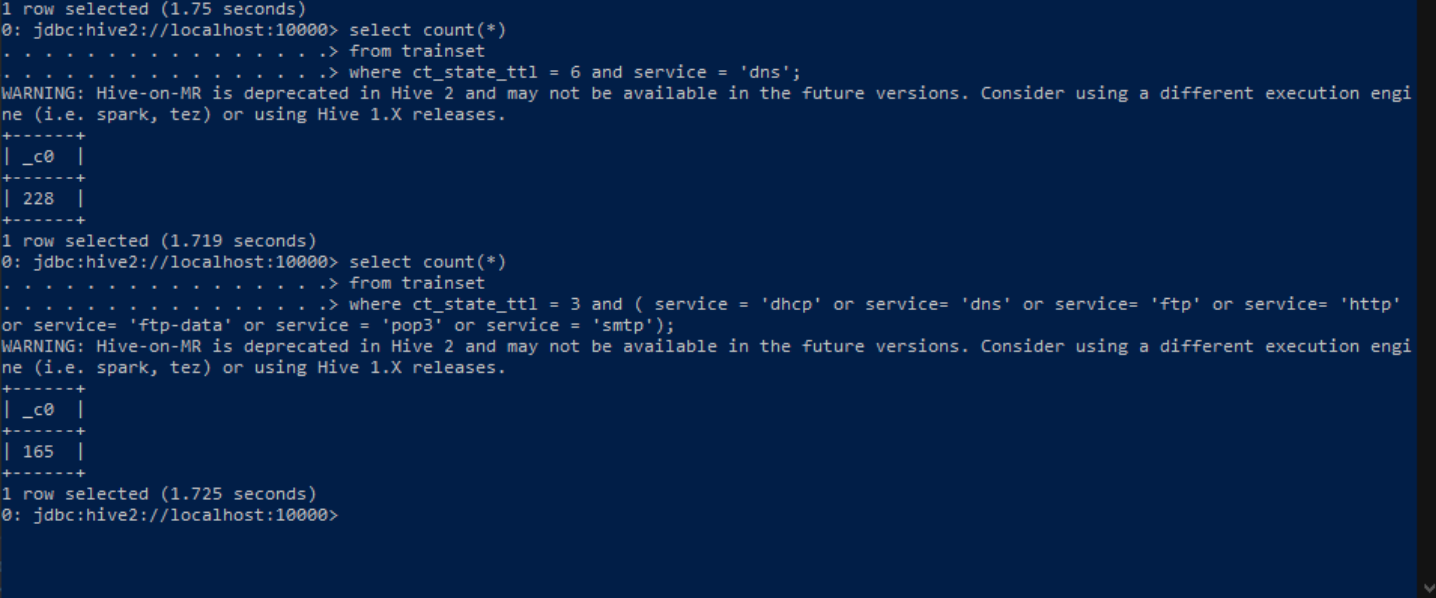 1 row selected (1.75 seconds)
0: jdbc:hive2://localhost:10000> select count(*)
. . . . . . . . . . . . . . . .> from trainset
. . . . . . . . . . . . . . . .> where ct_state_ttl = 6 and service = 'dns';
WARNING: Hive-on-MR is deprecated in Hive 2 and may not be available in the future versions. Consider using a different execution engi
ne (i.e. spark, tez) or using Hive 1.X releases.
+------+
| _c0  |
+------+
| 228  |
+------+
1 row selected (1.719 seconds)
0: jdbc:hive2://localhost:10000> select count(*)
. . . . . . . . . . . . . . . .> from trainset
. . . . . . . . . . . . . . . .> where ct_state_ttl = 3 and ( service = 'dhcp' or service= 'dns' or service= 'ftp' or service= 'http'
or service= 'ftp-data' or service = 'pop3' or service = 'smtp');
WARNING: Hive-on-MR is deprecated in Hive 2 and may not be available in the future versions. Consider using a different execution engi
ne (i.e. spark, tez) or using Hive 1.X releases.
+------+
| _c0  |
+------+
| 165  |
+------+
1 row selected (1.725 seconds)
0: jdbc:hive2://localhost:10000>